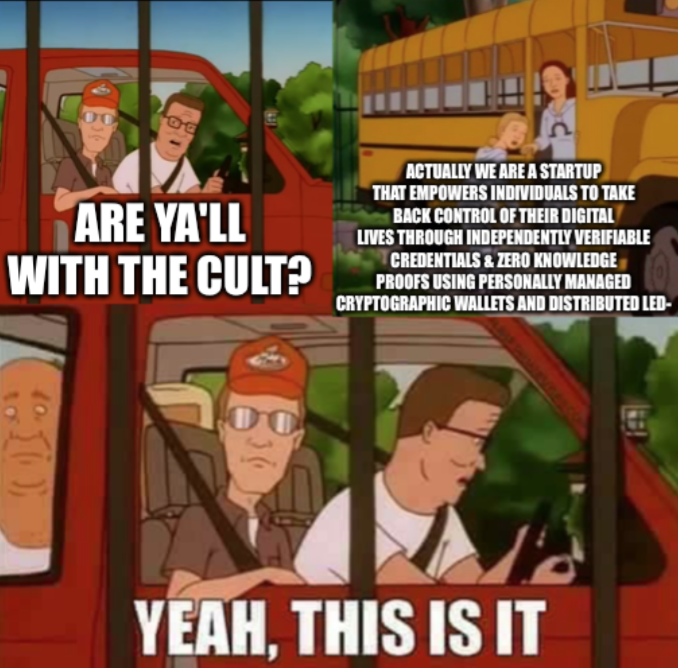 ARE YA'LL
WITH THE CULT?
ACTUALLY WE ARE A STARTUP
THAT EMPOWERS INDIVIDUALS TO TAKE
BACK CONTROL OF THEIR DIGITAL
LIVES THROUGH INDEPENDENTLY VERIFIABLE
CREDENTIALS & ZERO KNOWLEDGE
PROOFS USING PERSONALLY MANAGED
CRYPTOGRAPHIC WALLETS AND DISTRIBUTED LED-
YEAH, THIS IS IT